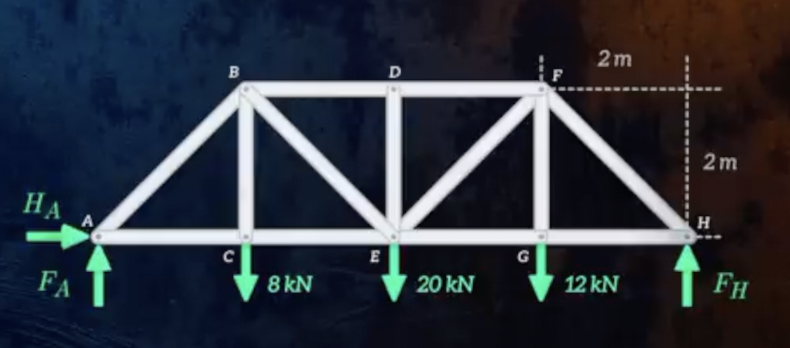 2 m
B D F
2 m
H_A
A H
C E G
F_A 8 kN 20 kN 12 kN F_H